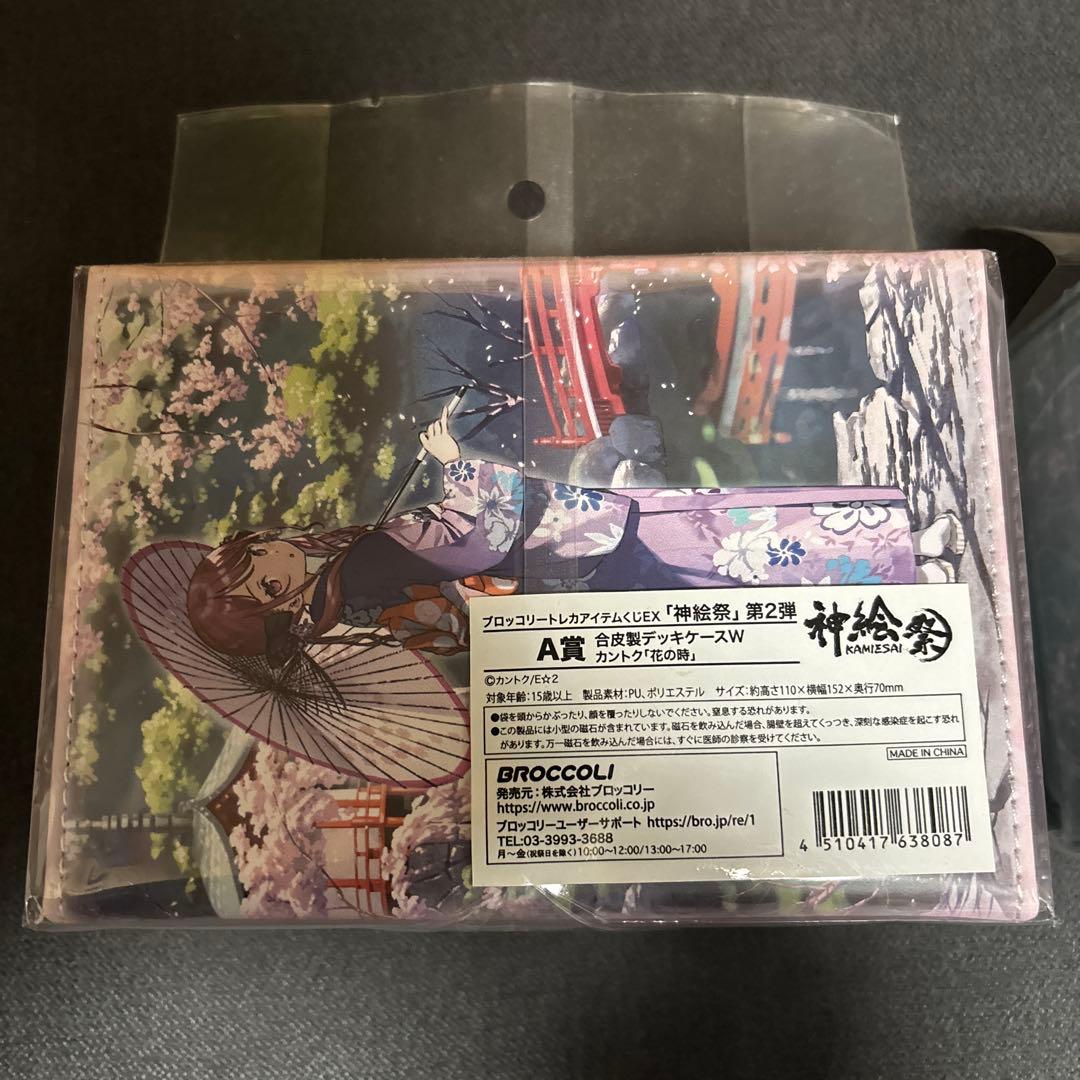 ブロッコリートレカアイテムくじEX「神絵祭」第2弾
A賞 合皮製デッキケースW
カントク「花の時」
神絵祭
KAMIESAI
©カントク/E☆2
対象年齢:15歳以上 製品素材:PU、ポリエステル サイズ:約高さ110×横幅152×奥行70mm
●袋を頭からかぶったり、顔を覆ったりしないでください。窒息する恐れがあります。
●この製品には小型の磁石が含まれています。磁石を飲み込んだ場合、腸壁を超えてくっつき、深刻な感染症を起こす恐れ
があります。万一磁石を飲み込んだ場合には、すぐに医師の診察を受けてください。
MADE IN CHINA
BROCCOLI
発売元:株式会社ブロッコリー
https://www.broccoli.co.jp
ブロッコリーユーザーサポート https://bro.jp/re/1
TEL:03-3993-3688
月〜金(祝祭日を除く)10:00〜12:00/13:00〜17:00
4 510417 638087